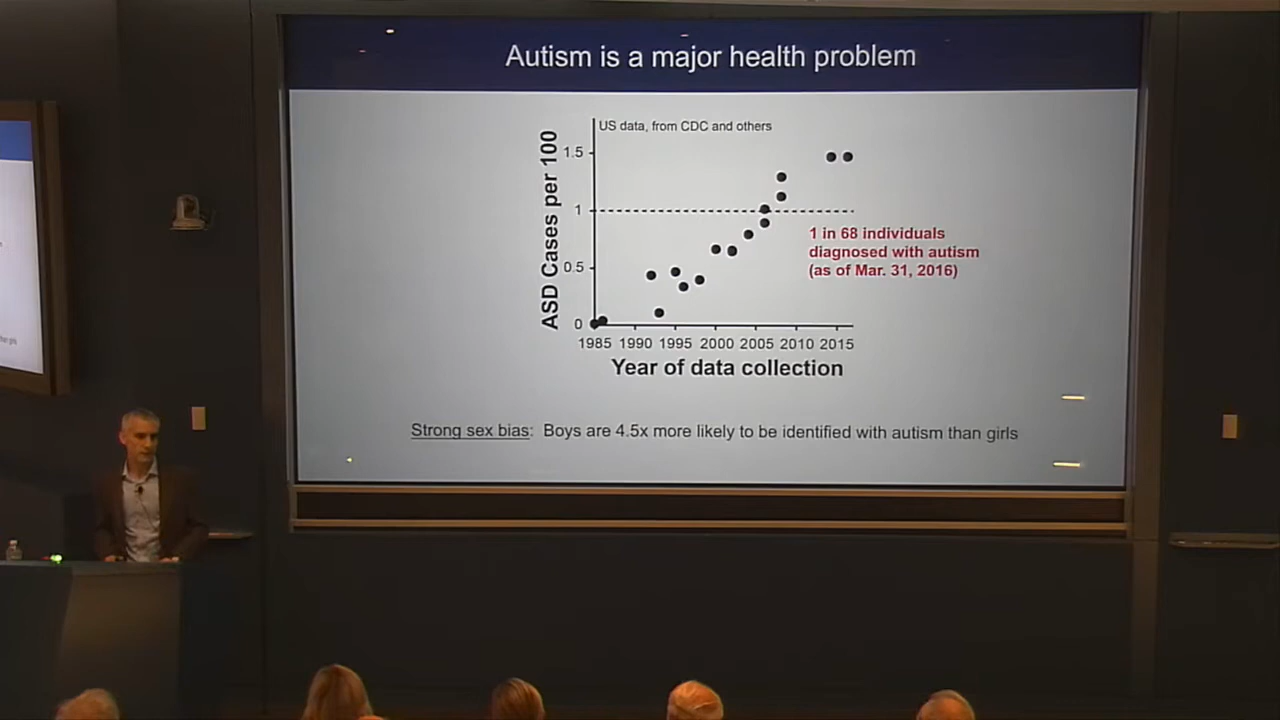 Autism is a major health problem
US data, from CDC and others
ASD Cases per 100
1.5
1
0.5
0
1 in 68 individuals
diagnosed with autism
(as of Mar. 31, 2016)
1985 1990 1995 2000 2005 2010 2015
Year of data collection
Strong sex bias: Boys are 4.5x more likely to be identified with autism than girls